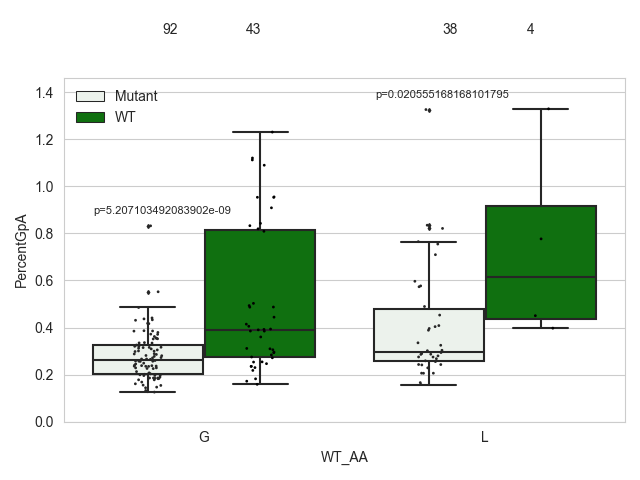 92 43 38 4
PercentGpA
1.4
1.2
1.0
0.8
0.6
0.4
0.2
0.0
Mutant
WT
p=5.207103492083902e-09
p=0.020555168168101795
G L
WT_AA